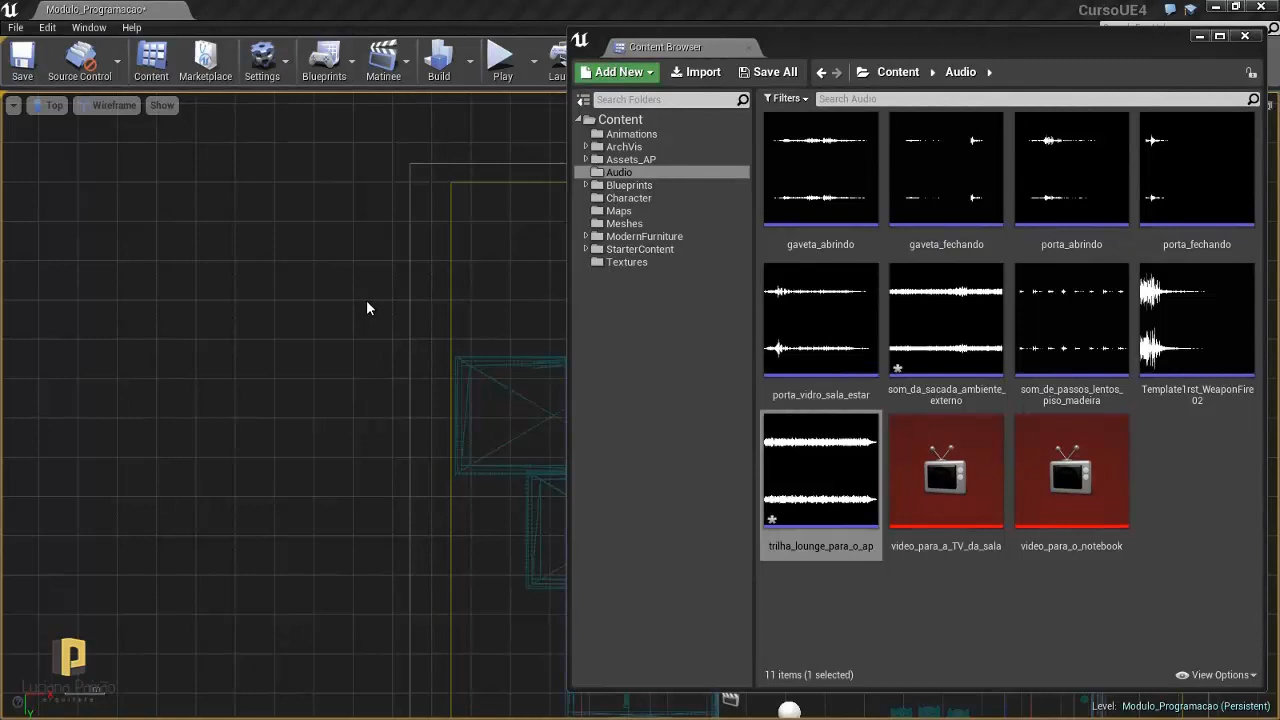 Modulo_Programacao*
CursoUE4
File Edit Window Help
Save
Source Control
Content
Marketplace
Settings
Blueprints
Matinee
Build
Play
Lau
Top
Wireframe
Show
Content Browser
Add New
Import
Save All
Content
Audio
Search Folders
Filters
Search Audio
Content
Animations
ArchVis
Assets_AP
Audio
Blueprints
Character
Maps
Meshes
ModernFurniture
StarterContent
Textures
gaveta_abrindo
gaveta_fechando
porta_abrindo
porta_fechando
porta_vidro_sala_estar
som_da_sacada_ambiente_
externo
som_de_passos_lentos_
piso_madeira
Template1rst_WeaponFire
02
trilha_lounge_para_o_ap
video_para_a_TV_da_sala
video_para_o_notebook
11 items (1 selected)
View Options
Level: Modulo_Programacao (Persistent)